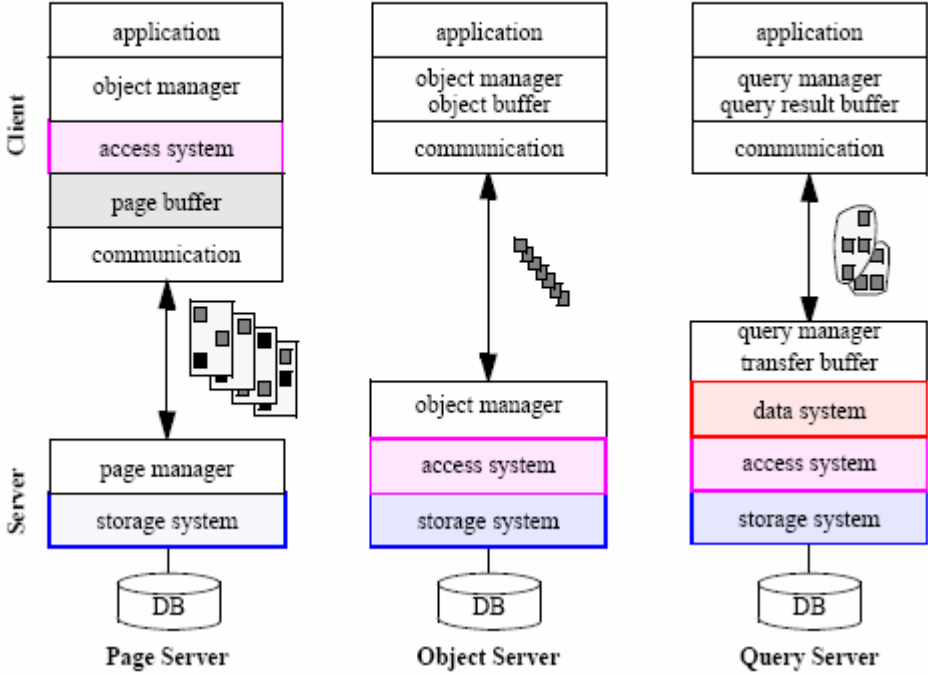 Client
Server
application
object manager
access system
page buffer
communication
page manager
storage system
DB
Page Server
application
object manager
object buffer
communication
object manager
access system
storage system
DB
Object Server
application
query manager
query result buffer
communication
query manager
transfer buffer
data system
access system
storage system
DB
Query Server